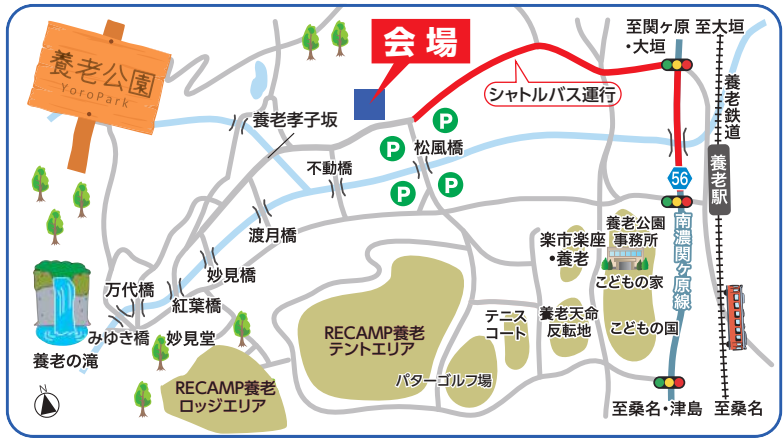 養老公園
YoroPark
会場
至関ヶ原
・大垣
至大垣
シャトルバス運行
養老鉄道
養老孝子坂
P
P
P
P
松風橋
不動橋
56
養老駅
渡月橋
南濃関ヶ原線
養老公園
事務所
楽市楽座
・養老
妙見橋
こどもの家
万代橋
紅葉橋
みゆき橋
妙見堂
養老の滝
RECAMP養老
テントエリア
テニス
コート
養老天命
反転地
こどもの国
パターゴルフ場
RECAMP養老
ロッジエリア
N
至桑名・津島
至桑名